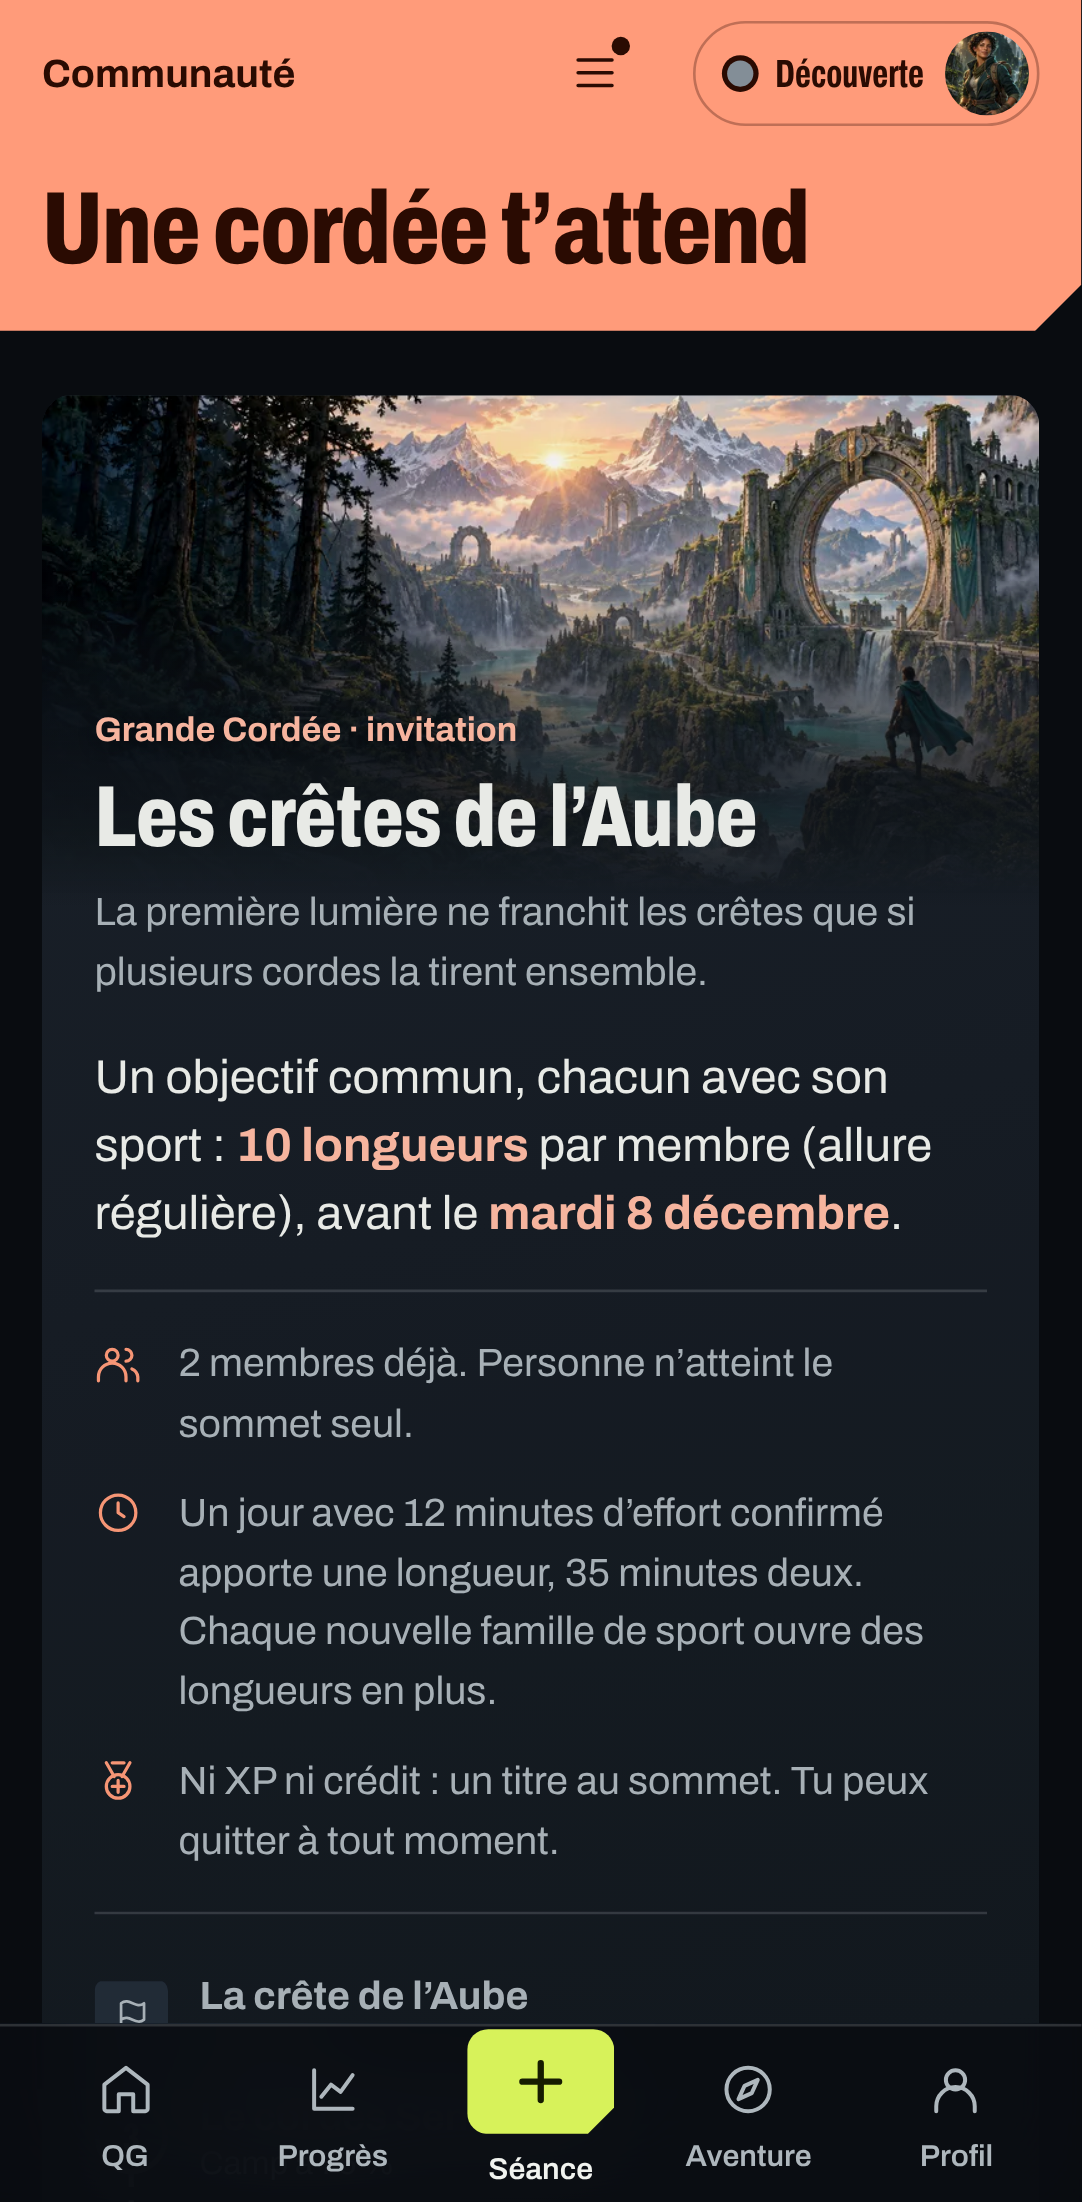 Communauté
Découverte
Une cordée t’attend
Grande Cordée · invitation
Les crêtes de l’Aube
La première lumière ne franchit les crêtes que si
plusieurs cordes la tirent ensemble.
Un objectif commun, chacun avec son
sport : 10 longueurs par membre (allure
régulière), avant le mardi 8 décembre.
2 membres déjà. Personne n’atteint le
sommet seul.
Un jour avec 12 minutes d’effort confirmé
apporte une longueur, 35 minutes deux.
Chaque nouvelle famille de sport ouvre des
longueurs en plus.
Ni XP ni crédit : un titre au sommet. Tu peux
quitter à tout moment.
La crête de l’Aube
QG
Progrès
Séance
Aventure
Profil